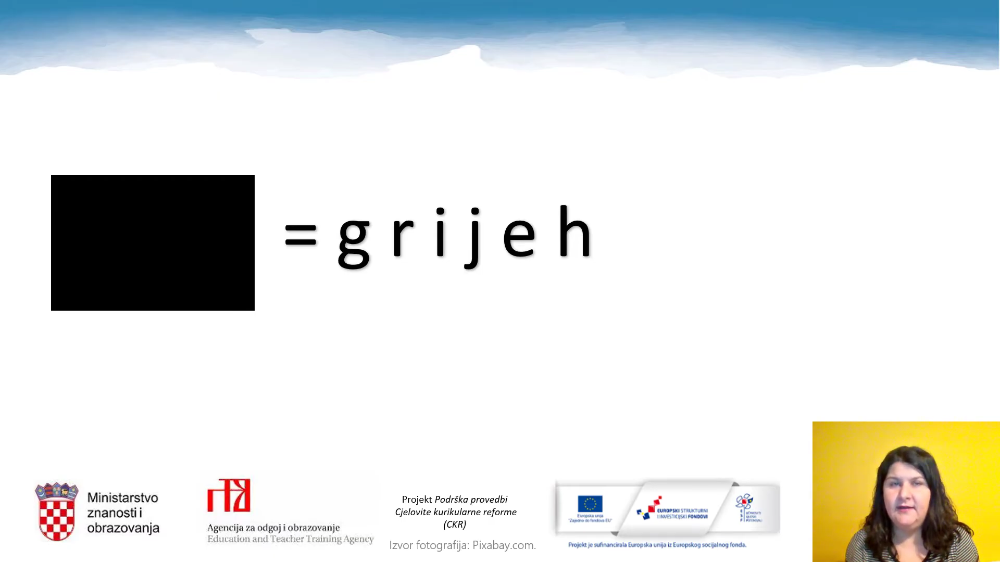 = g r i j e h
Ministarstvo
znanosti i
obrazovanja
Agencija za odgoj i obrazovanje
Education and Teacher Training Agency
Projekt Podrška provedbi
Cjelovite kurikularne reforme
(CKR)
Izvor fotografija: Pixabay.com.
Europska unija
"Zajedno do fondova EU"
EUROPSKI STRUKTURNI
I INVESTICIJSKI FONDOVI
Projekt je sufinancirala Europska unija iz Europskog socijalnog fonda.